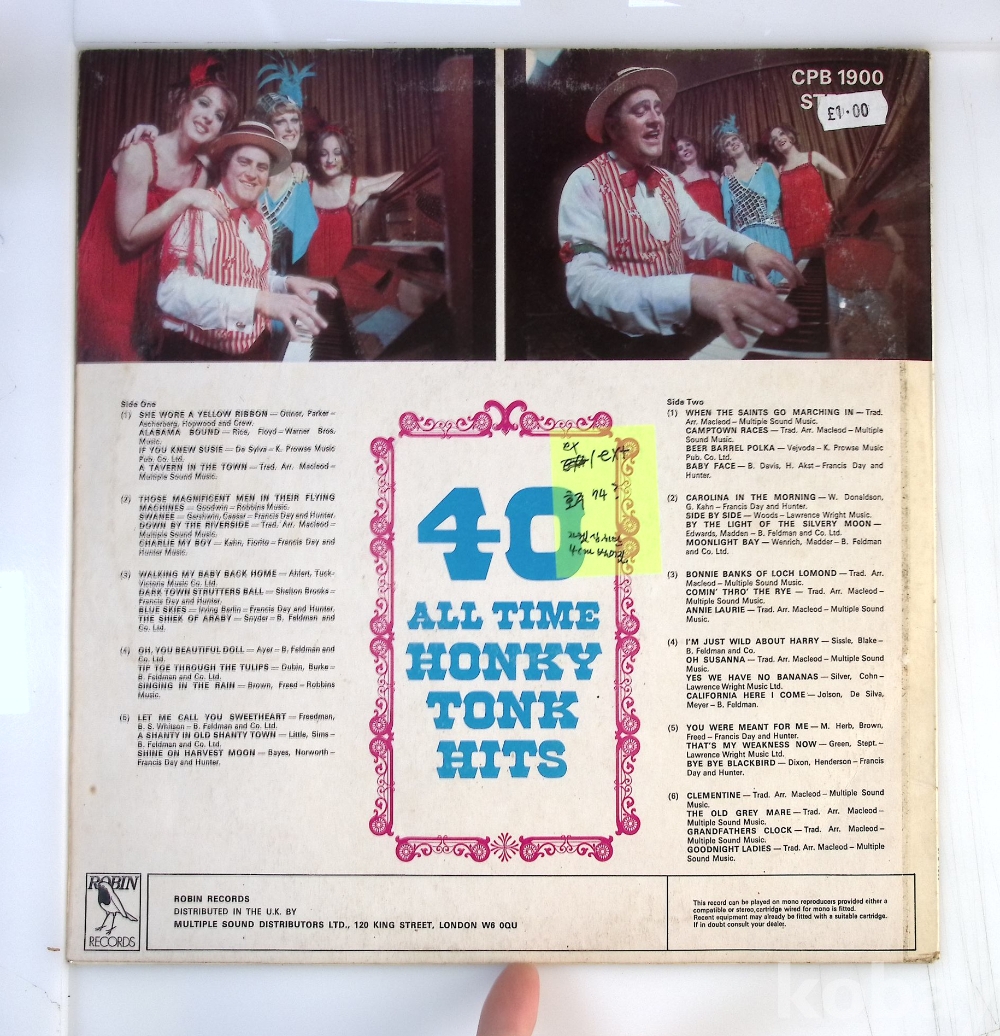 CPB 1900
£1·00
Side One
(1) SHE WORE A YELLOW RIBBON — Ottnor, Parker –
Ascherberg, Hopwood and Crew.
ALABAMA BOUND — Rice, Floyd – Warner Bros.
Music.
IF YOU KNEW SUSIE — De Sylva – K. Prowse Music
Pub. Co. Ltd.
A TAVERN IN THE TOWN — Trad. Arr. Macleod –
Multiple Sound Music.
(2) THOSE MAGNIFICENT MEN IN THEIR FLYING
MACHINES — Goodwin – Robbins Music.
SWANEE — Gershwin, Caesar – Francis Day and Hunter.
DOWN BY THE RIVERSIDE — Trad. Arr. Macleod –
Multiple Sound Music.
CHARLIE MY BOY — Kahn, Fiorito – Francis Day and
Hunter Music.
(3) WALKING MY BABY BACK HOME — Ahlert, Turk-
Victoria Music Co. Ltd.
DARK TOWN STRUTTERS BALL — Shelton Brooks –
Francis Day and Hunter.
BLUE SKIES — Irving Berlin – Francis Day and Hunter.
THE SHIEK OF ARABY — Snyder – B. Feldman and
Co. Ltd.
(4) OH, YOU BEAUTIFUL DOLL — Ayer – B. Feldman and
Co. Ltd.
TIP TOE THROUGH THE TULIPS — Dubin, Burke –
B. Feldman and Co. Ltd.
SINGING IN THE RAIN — Brown, Freed – Robbins
Music.
(5) LET ME CALL YOU SWEETHEART — Freedman,
B. S. Whitson – B. Feldman and Co. Ltd.
A SHANTY IN OLD SHANTY TOWN — Little, Sims –
B. Feldman and Co. Ltd.
SHINE ON HARVEST MOON — Bayes, Norworth –
Francis Day and Hunter.
ex
/ ex+
74
40
ALL TIME
HONKY
TONK
HITS
Side Two
(1) WHEN THE SAINTS GO MARCHING IN — Trad.
Arr. Macleod – Multiple Sound Music.
CAMPTOWN RACES — Trad. Arr. Macleod – Multiple
Sound Music.
BEER BARREL POLKA — Vejvoda – K. Prowse Music
Pub. Co. Ltd.
BABY FACE — B. Davis, H. Akst – Francis Day and
Hunter.
(2) CAROLINA IN THE MORNING — W. Donaldson,
G. Kahn – Francis Day and Hunter.
SIDE BY SIDE — Woods – Lawrence Wright Music.
BY THE LIGHT OF THE SILVERY MOON —
Edwards, Madden – B. Feldman and Co. Ltd.
MOONLIGHT BAY — Wenrich, Madder – B. Feldman
and Co. Ltd.
(3) BONNIE BANKS OF LOCH LOMOND — Trad. Arr.
Macleod – Multiple Sound Music.
COMIN' THRO' THE RYE — Trad. Arr. Macleod –
Multiple Sound Music.
ANNIE LAURIE — Trad. Arr. Macleod – Multiple Sound
Music.
(4) I'M JUST WILD ABOUT HARRY — Sissle, Blake –
B. Feldman and Co.
OH SUSANNA — Trad. Arr. Macleod – Multiple Sound
Music.
YES WE HAVE NO BANANAS — Silver, Cohn –
Lawrence Wright Music Ltd.
CALIFORNIA HERE I COME — Jolson, De Silva,
Meyer – B. Feldman.
(5) YOU WERE MEANT FOR ME — M. Herb, Brown,
Freed – Francis Day and Hunter.
THAT'S MY WEAKNESS NOW — Green, Stept. –
Lawrence Wright Music Ltd.
BYE BYE BLACKBIRD — Dixon, Henderson – Francis
Day and Hunter.
(6) CLEMENTINE — Trad. Arr. Macleod – Multiple Sound
Music.
THE OLD GREY MARE — Trad. Arr. Macleod –
Multiple Sound Music.
GRANDFATHERS CLOCK — Trad. Arr. Macleod –
Multiple Sound Music.
GOODNIGHT LADIES — Trad. Arr. Macleod – Multiple
Sound Music.
ROBIN
RECORDS
ROBIN RECORDS
DISTRIBUTED IN THE U.K. BY
MULTIPLE SOUND DISTRIBUTORS LTD., 120 KING STREET, LONDON W6 0QU
This record can be played on mono reproducers provided either a
compatible or stereo cartridge wired for mono is fitted.
Recent equipment may already be fitted with a suitable cartridge.
If in doubt consult your dealer.